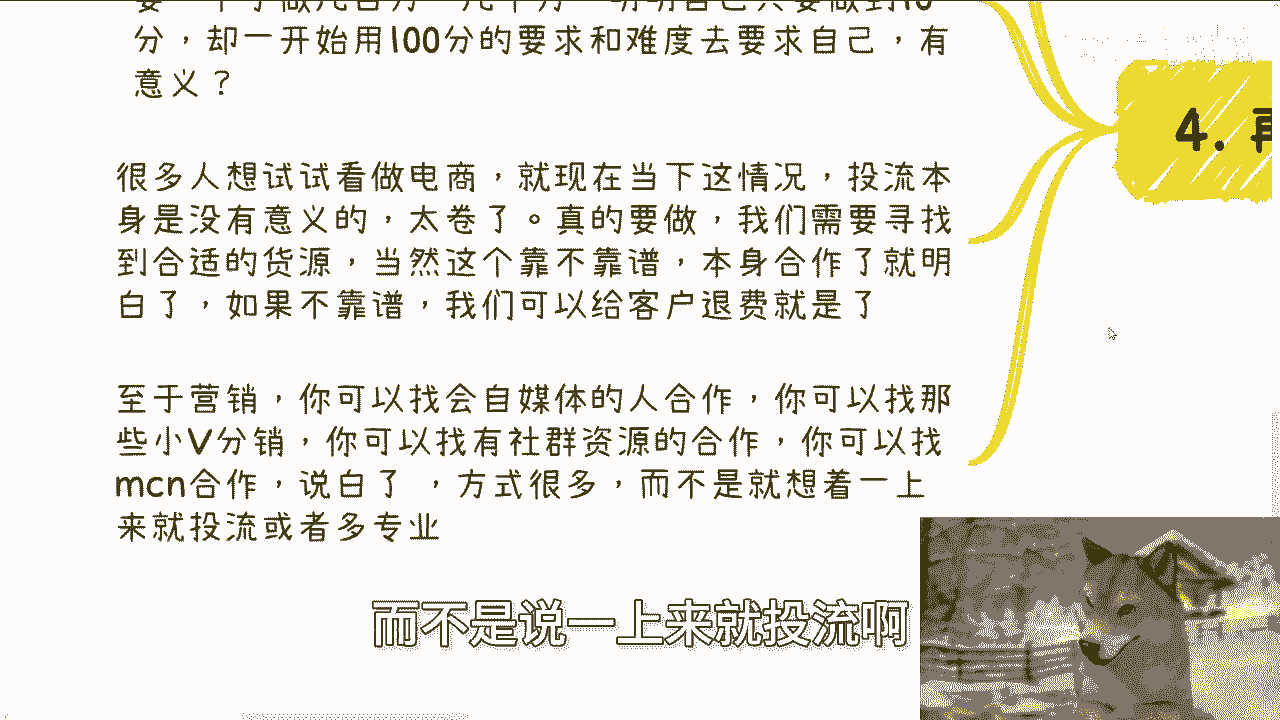 分，却一开始用100分的要求和难度去要求自己，有
意义？
很多人想试试看做电商，就现在当下这情况，投流本
身是没有意义的，太卷了。真的要做，我们需要寻找
到合适的货源，当然这个靠不靠谱，本身合作了就明
白了，如果不靠谱，我们可以给客户退费就是了
至于营销，你可以找会自媒体的人合作，你可以找那
些小V分销，你可以找有社群资源的合作，你可以找
mcn合作，说白了 ，方式很多，而不是就想着一上
来就投流或者多专业
4.
而不是说一上来就投流啊